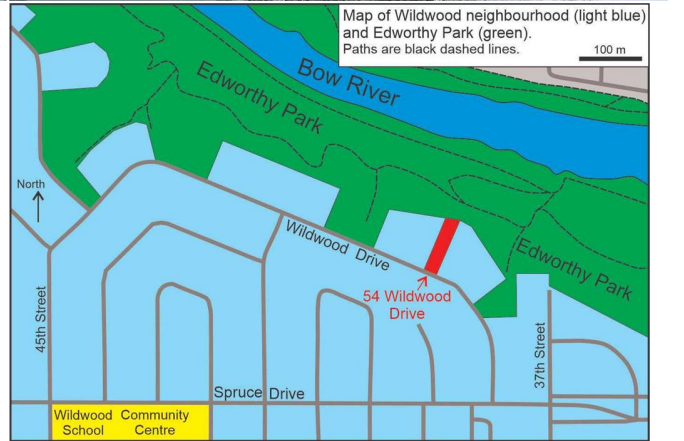 Map of Wildwood neighbourhood (light blue)
and Edworthy Park (green).
Paths are black dashed lines.
100 m
Bow River
Edworthy Park
North
Wildwood Drive
Edworthy Park
54 Wildwood
Drive
45th Street
37th Street
Spruce Drive
Wildwood Community
School Centre